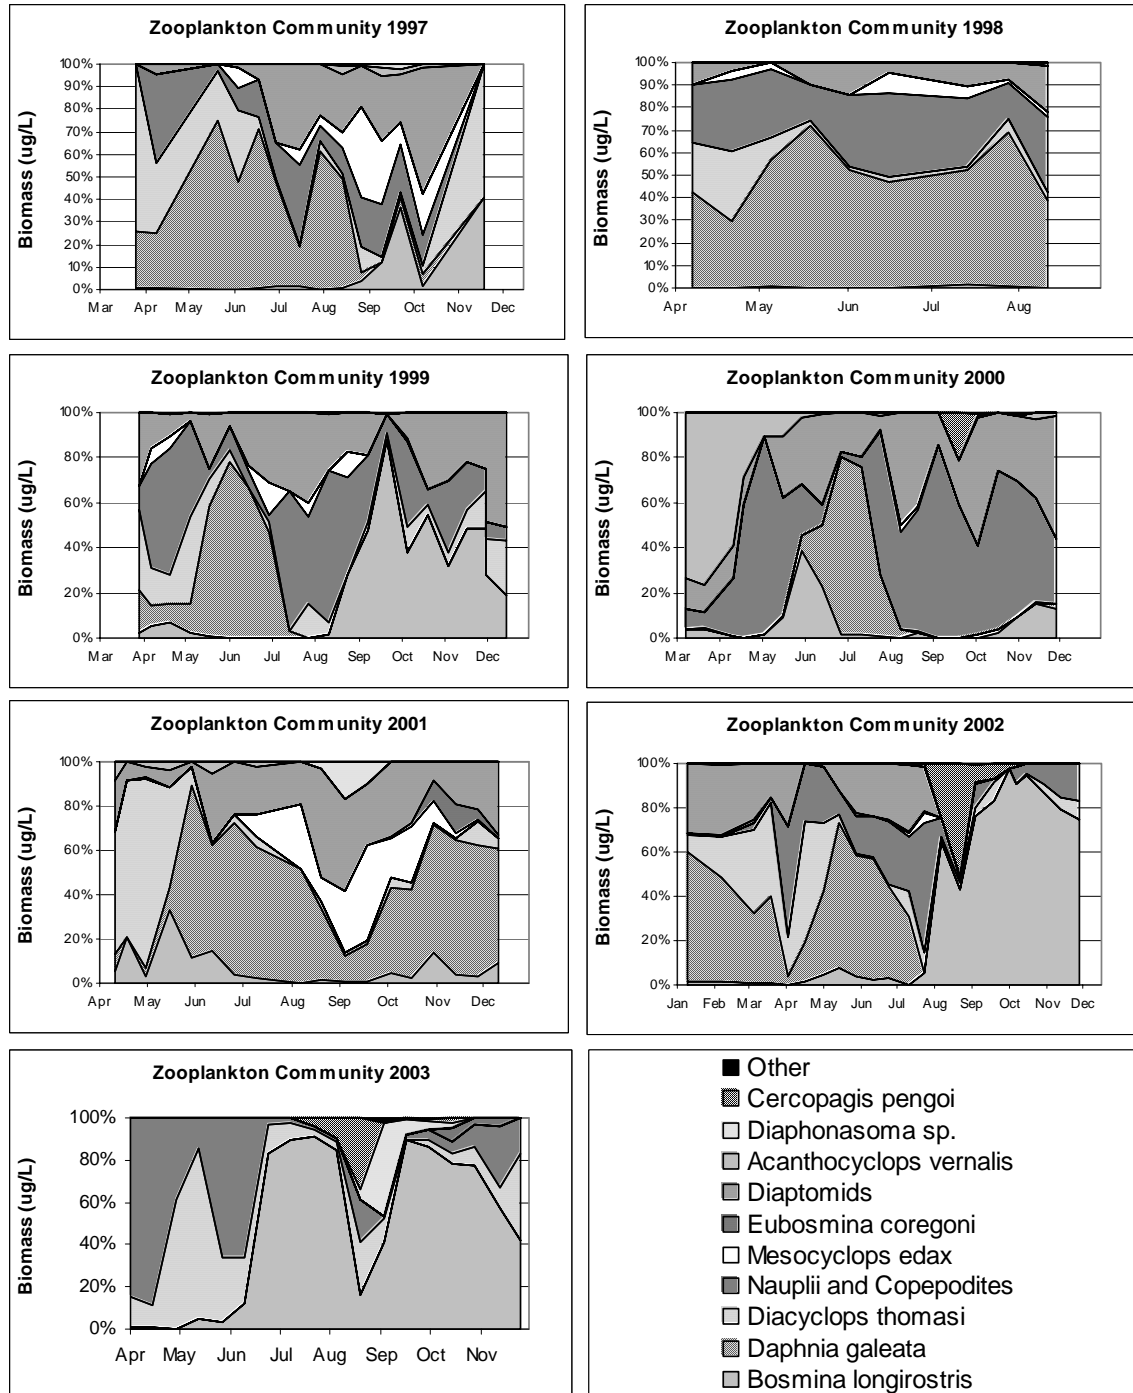 Zooplankton Community 1997
Biomass (ug/L)
100%
90%
80%
70%
60%
50%
40%
30%
20%
10%
0%
Mar Apr May Jun Jul Aug Sep Oct Nov Dec
Zooplankton Community 1998
Biomass (ug/L)
100%
90%
80%
70%
60%
50%
40%
30%
20%
10%
0%
Apr May Jun Jul Aug
Zooplankton Community 1999
Biomass (ug/L)
100%
80%
60%
40%
20%
0%
Mar Apr May Jun Jul Aug Sep Oct Nov Dec
Zooplankton Community 2000
Biomass (ug/L)
100%
80%
60%
40%
20%
0%
Mar Apr May Jun Jul Aug Sep Oct Nov Dec
Zooplankton Community 2001
Biomass (ug/L)
100%
80%
60%
40%
20%
0%
Apr May Jun Jul Aug Sep Oct Nov Dec
Zooplankton Community 2002
Biomass (ug/L)
100%
80%
60%
40%
20%
0%
Jan Feb Mar Apr May Jun Jul Aug Sep Oct Nov Dec
Zooplankton Community 2003
Biomass (ug/L)
100%
80%
60%
40%
20%
0%
Apr May Jun Jul Aug Sep Oct Nov
Other
Cercopagis pengoi
Diaphonasoma sp.
Acanthocyclops vernalis
Diaptomids
Eubosmina coregoni
Mesocyclops edax
Nauplii and Copepodites
Diacyclops thomasi
Daphnia galeata
Bosmina longirostris